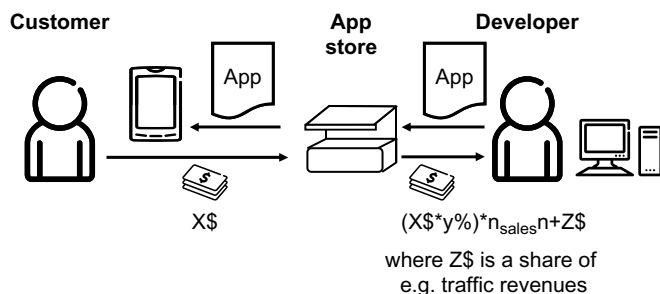 Customer
App
store
Developer
App
App
$
$
X$
(X$*y%)*nsalesn+Z$
where Z$ is a share of
e.g. traffic revenues